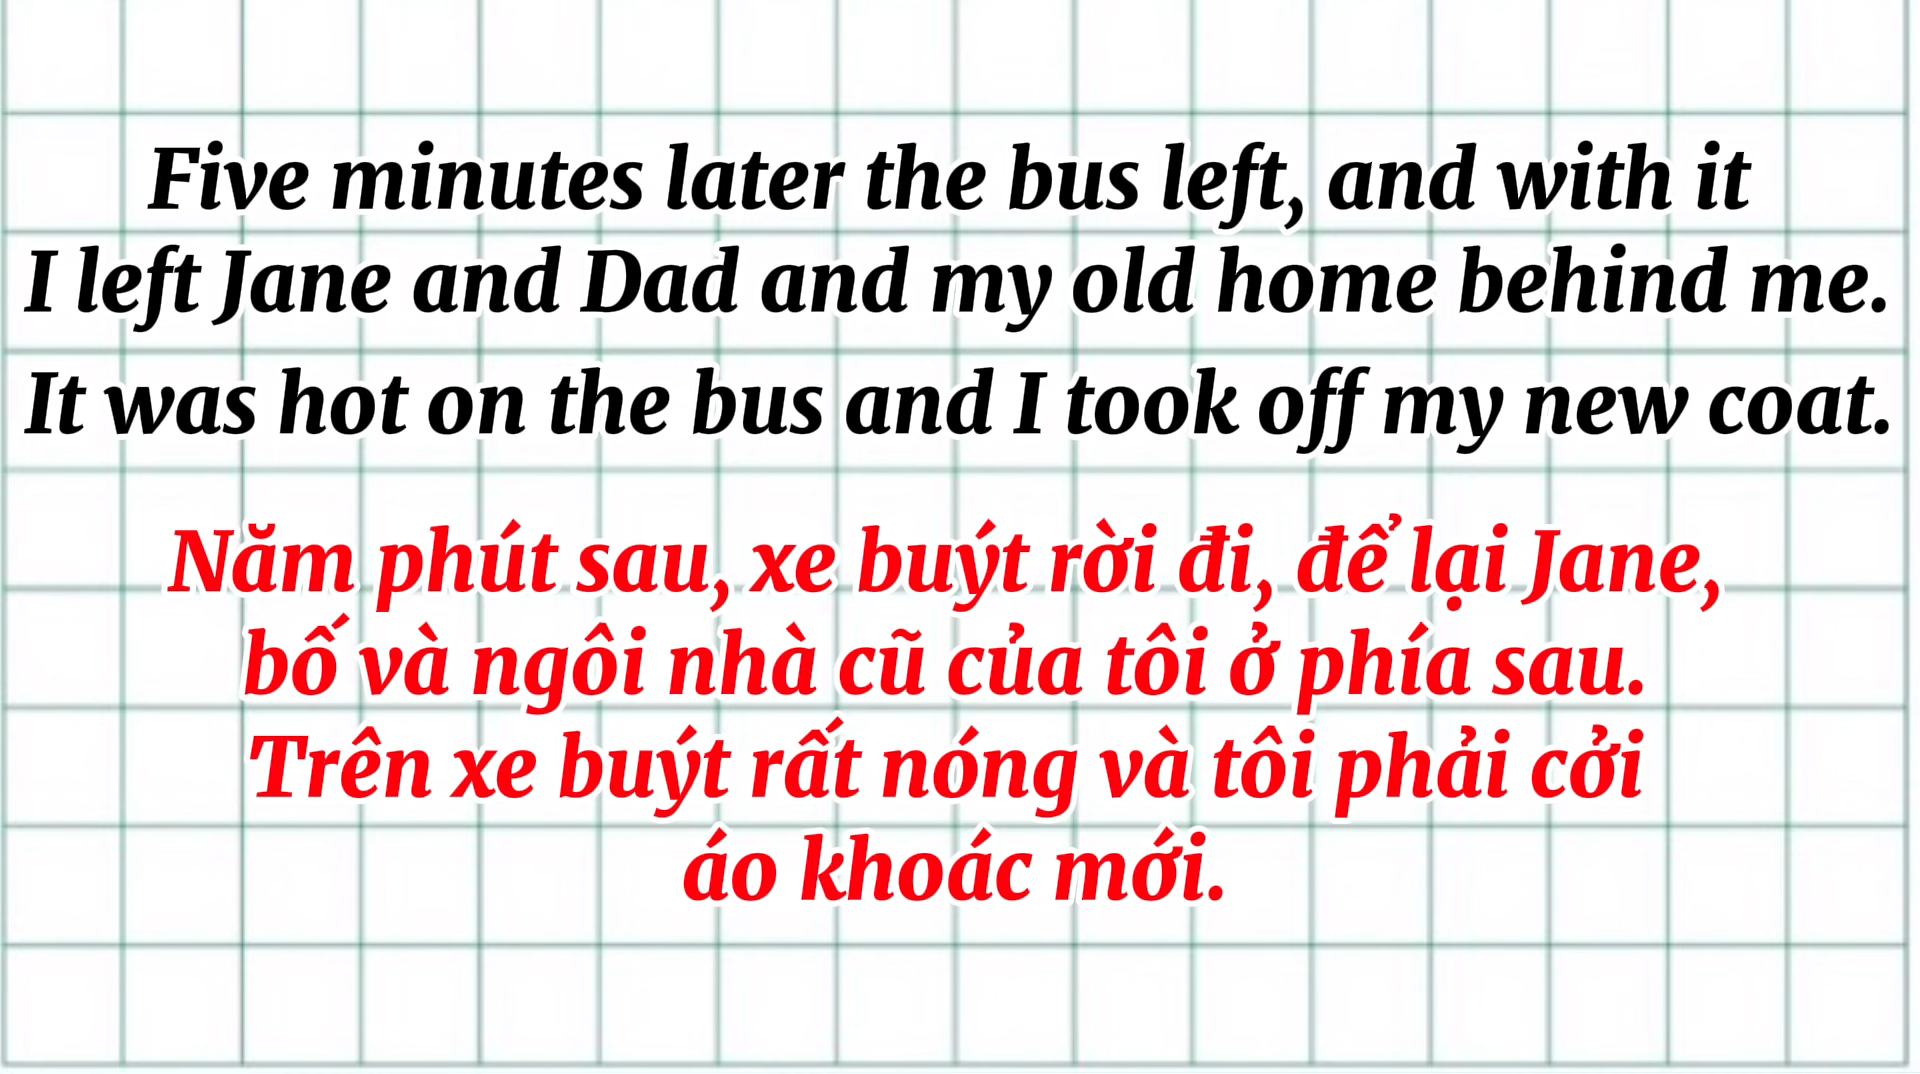 Five minutes later the bus left, and with it
I left Jane and Dad and my old home behind me.
It was hot on the bus and I took off my new coat.
Năm phút sau, xe buýt rời đi, để lại Jane,
bố và ngôi nhà cũ của tôi ở phía sau.
Trên xe buýt rất nóng và tôi phải cởi
áo khoác mới.